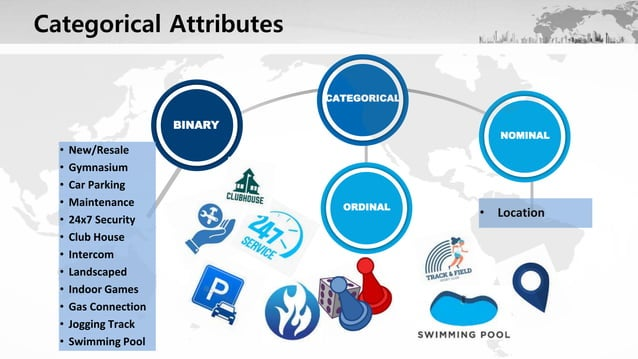 Categorical Attributes
BINARY
CATEGORICAL
NOMINAL
ORDINAL
• New/Resale
• Gymnasium
• Car Parking
• Maintenance
• 24x7 Security
• Club House
• Intercom
• Landscaped
• Indoor Games
• Gas Connection
• Jogging Track
• Swimming Pool
• Location
CLUBHOUSE
24/7
SERVICE
P
TRACK & FIELD
SWIMMING POOL